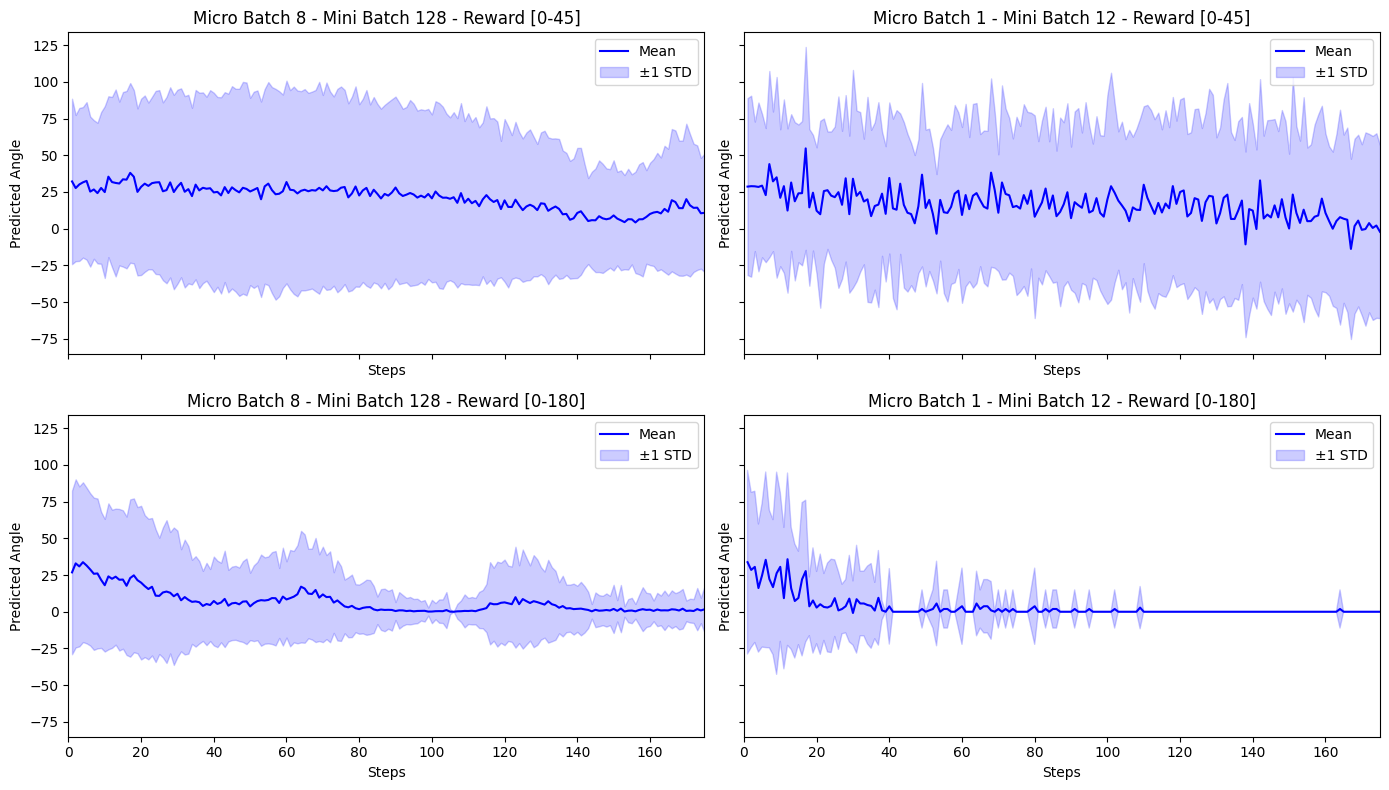 Micro Batch 8 - Mini Batch 128 - Reward [0-45]
125
100
75
50
25
0
−25
−50
−75
Predicted Angle
Mean
±1 STD
Steps
Micro Batch 1 - Mini Batch 12 - Reward [0-45]
Predicted Angle
Mean
±1 STD
Steps
Micro Batch 8 - Mini Batch 128 - Reward [0-180]
125
100
75
50
25
0
−25
−50
−75
Predicted Angle
Mean
±1 STD
0 20 40 60 80 100 120 140 160
Steps
Micro Batch 1 - Mini Batch 12 - Reward [0-180]
Predicted Angle
Mean
±1 STD
0 20 40 60 80 100 120 140 160
Steps